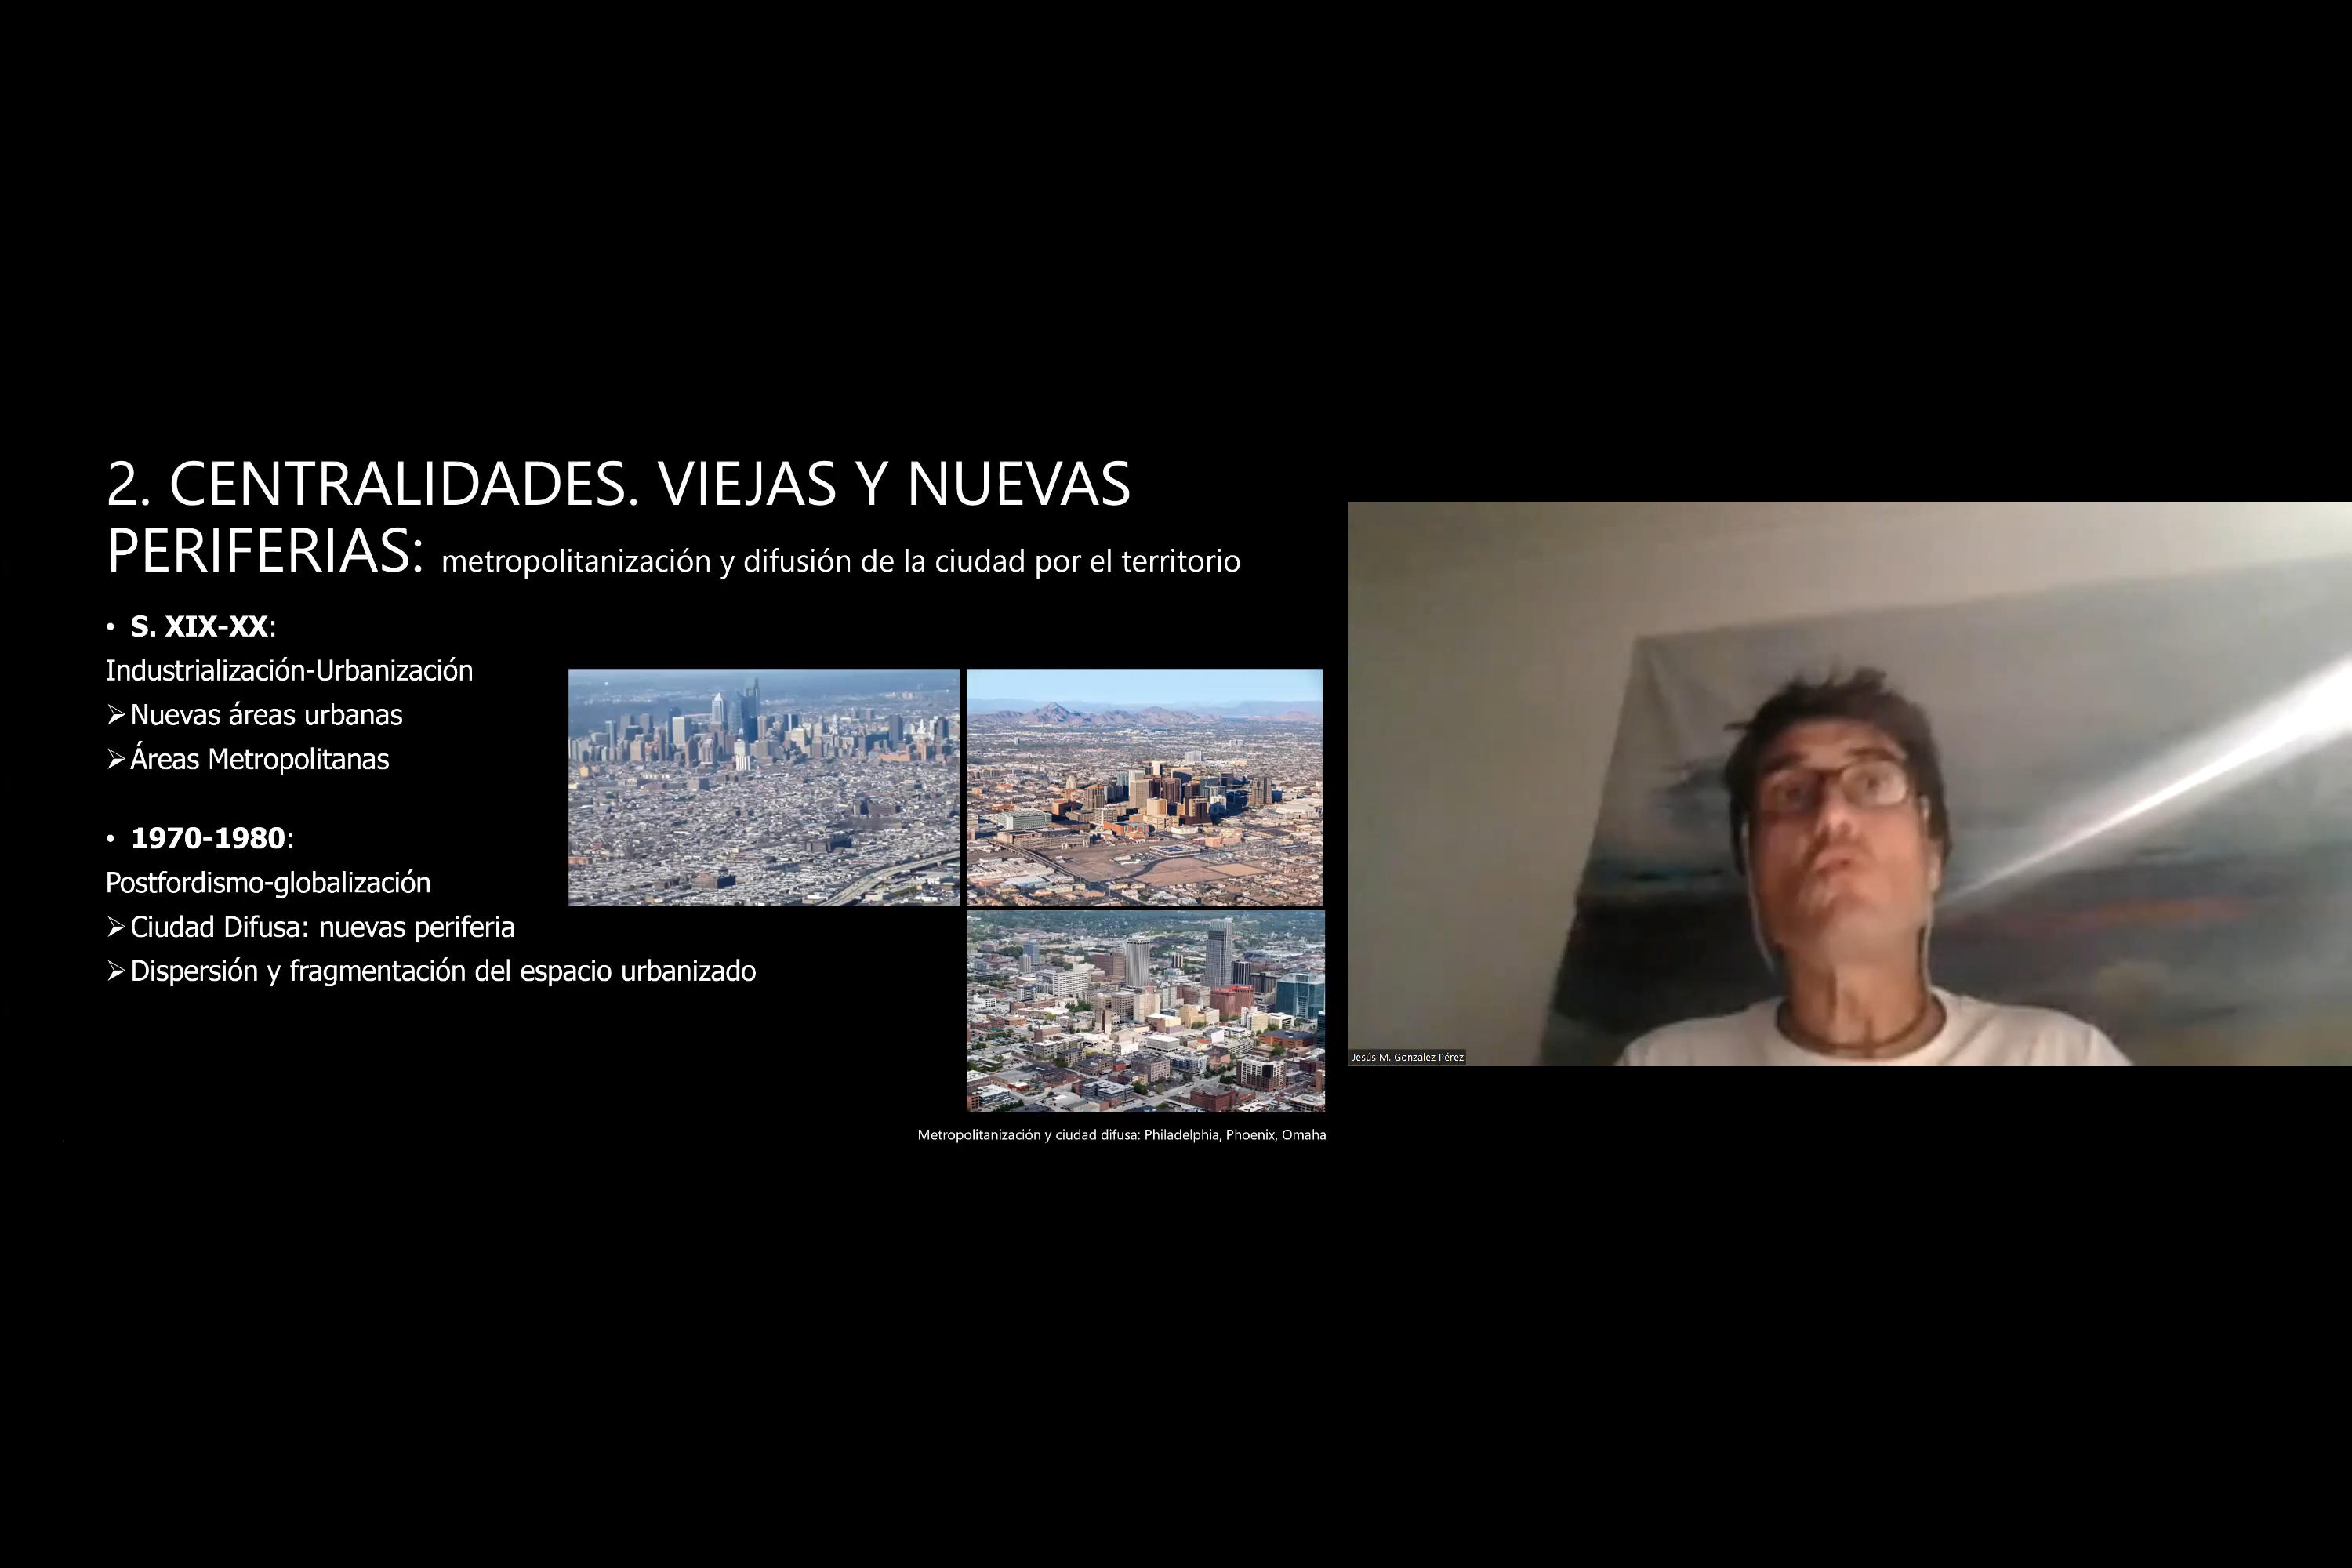 2. CENTRALIDADES. VIEJAS Y NUEVAS
PERIFERIAS: metropolitanización y difusión de la ciudad por el territorio
• S. XIX-XX:
Industrialización-Urbanización
➢Nuevas áreas urbanas
➢Áreas Metropolitanas
• 1970-1980:
Postfordismo-globalización
➢Ciudad Difusa: nuevas periferia
➢Dispersión y fragmentación del espacio urbanizado
Metropolitanización y ciudad difusa: Philadelphia, Phoenix, Omaha
Jesús M. González Pérez